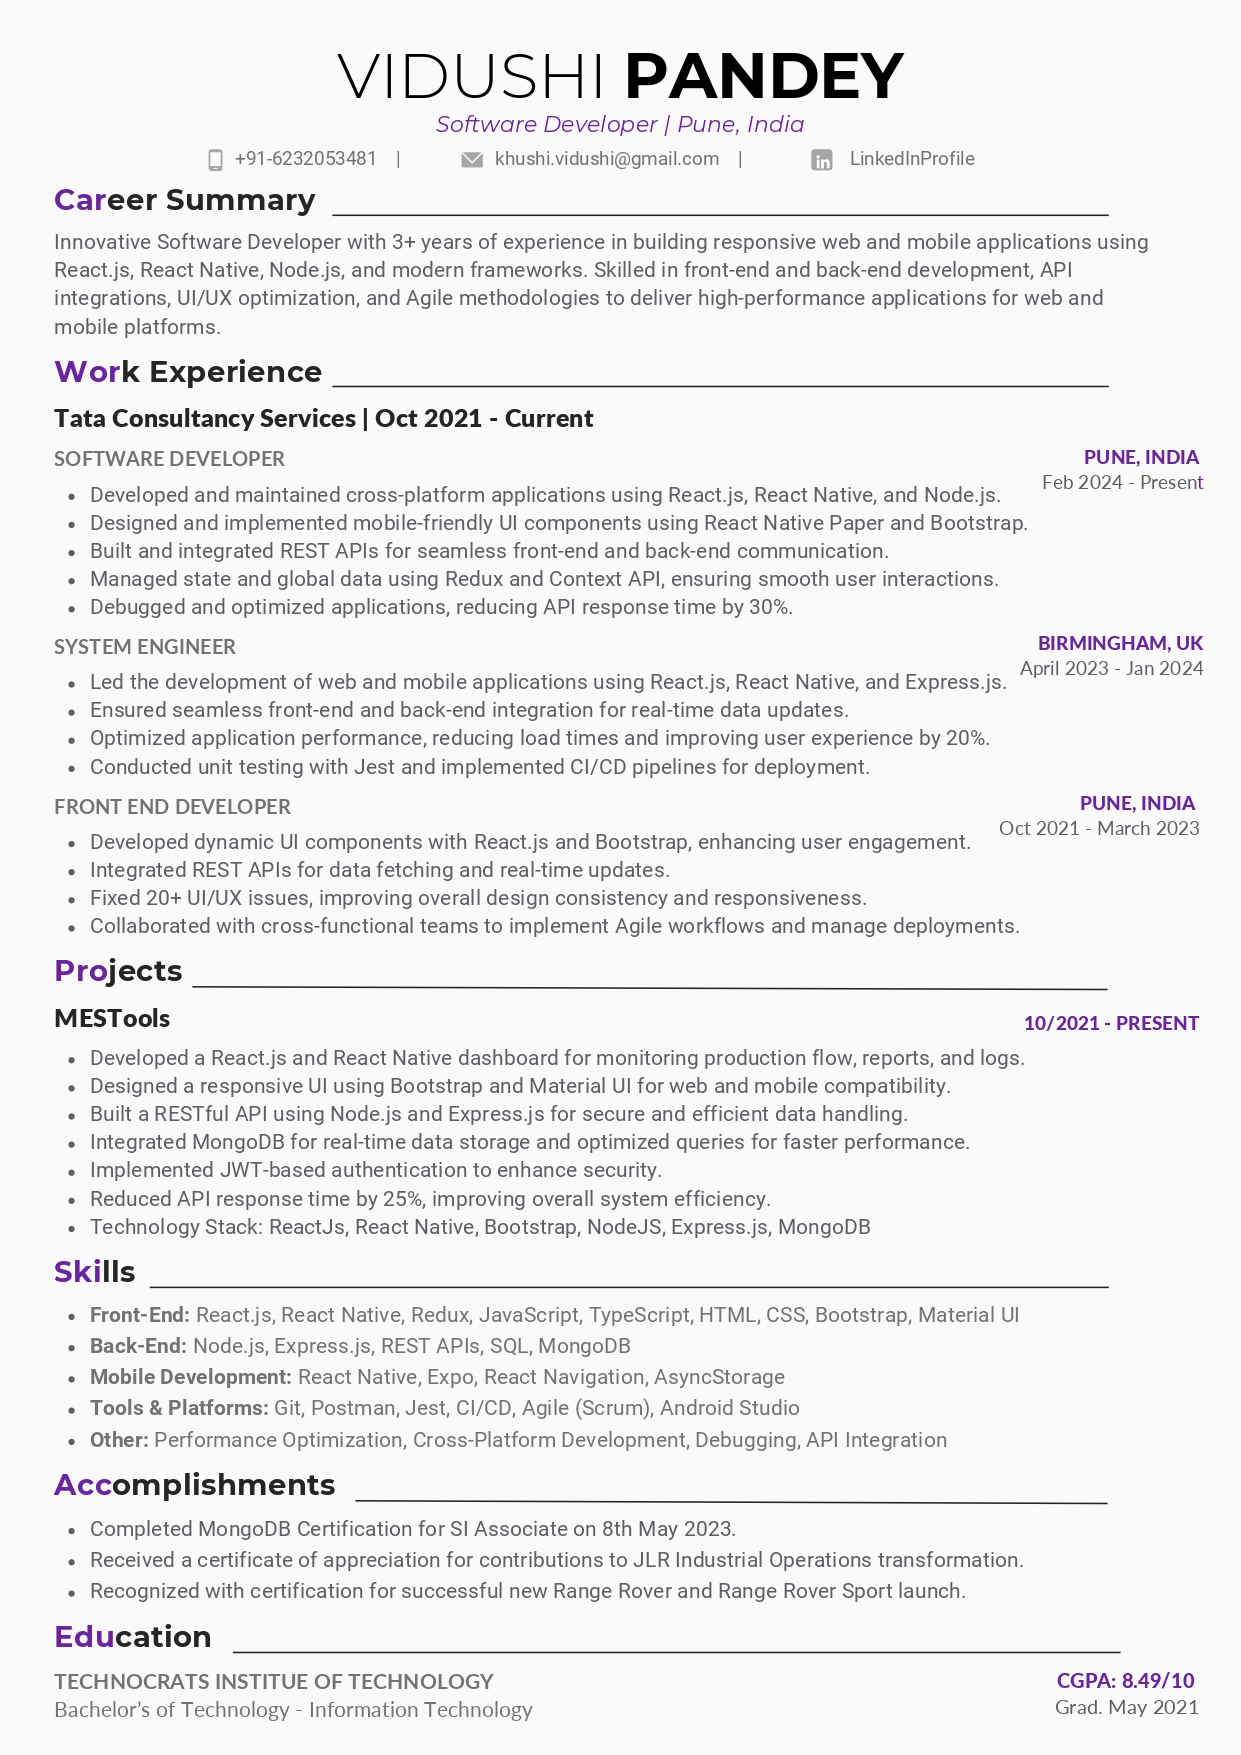 VIDUSHI PANDEY
Software Developer | Pune, India
+91-6232053481 | khushi.vidushi@gmail.com | LinkedInProfile
Career Summary
Innovative Software Developer with 3+ years of experience in building responsive web and mobile applications using
React.js, React Native, Node.js, and modern frameworks. Skilled in front-end and back-end development, API
integrations, UI/UX optimization, and Agile methodologies to deliver high-performance applications for web and
mobile platforms.
Work Experience
Tata Consultancy Services | Oct 2021 - Current
SOFTWARE DEVELOPER
PUNE, INDIA
Feb 2024 - Present
• Developed and maintained cross-platform applications using React.js, React Native, and Node.js.
• Designed and implemented mobile-friendly UI components using React Native Paper and Bootstrap.
• Built and integrated REST APIs for seamless front-end and back-end communication.
• Managed state and global data using Redux and Context API, ensuring smooth user interactions.
• Debugged and optimized applications, reducing API response time by 30%.
SYSTEM ENGINEER
BIRMINGHAM, UK
April 2023 - Jan 2024
• Led the development of web and mobile applications using React.js, React Native, and Express.js.
• Ensured seamless front-end and back-end integration for real-time data updates.
• Optimized application performance, reducing load times and improving user experience by 20%.
• Conducted unit testing with Jest and implemented CI/CD pipelines for deployment.
FRONT END DEVELOPER
PUNE, INDIA
Oct 2021 - March 2023
• Developed dynamic UI components with React.js and Bootstrap, enhancing user engagement.
• Integrated REST APIs for data fetching and real-time updates.
• Fixed 20+ UI/UX issues, improving overall design consistency and responsiveness.
• Collaborated with cross-functional teams to implement Agile workflows and manage deployments.
Projects
MESTools
10/2021 - PRESENT
• Developed a React.js and React Native dashboard for monitoring production flow, reports, and logs.
• Designed a responsive UI using Bootstrap and Material UI for web and mobile compatibility.
• Built a RESTful API using Node.js and Express.js for secure and efficient data handling.
• Integrated MongoDB for real-time data storage and optimized queries for faster performance.
• Implemented JWT-based authentication to enhance security.
• Reduced API response time by 25%, improving overall system efficiency.
• Technology Stack: ReactJs, React Native, Bootstrap, NodeJS, Express.js, MongoDB
Skills
• Front-End: React.js, React Native, Redux, JavaScript, TypeScript, HTML, CSS, Bootstrap, Material UI
• Back-End: Node.js, Express.js, REST APIs, SQL, MongoDB
• Mobile Development: React Native, Expo, React Navigation, AsyncStorage
• Tools & Platforms: Git, Postman, Jest, CI/CD, Agile (Scrum), Android Studio
• Other: Performance Optimization, Cross-Platform Development, Debugging, API Integration
Accomplishments
• Completed MongoDB Certification for SI Associate on 8th May 2023.
• Received a certificate of appreciation for contributions to JLR Industrial Operations transformation.
• Recognized with certification for successful new Range Rover and Range Rover Sport launch.
Education
TECHNOCRATS INSTITUE OF TECHNOLOGY
CGPA: 8.49/10
Bachelor’s of Technology - Information Technology
Grad. May 2021